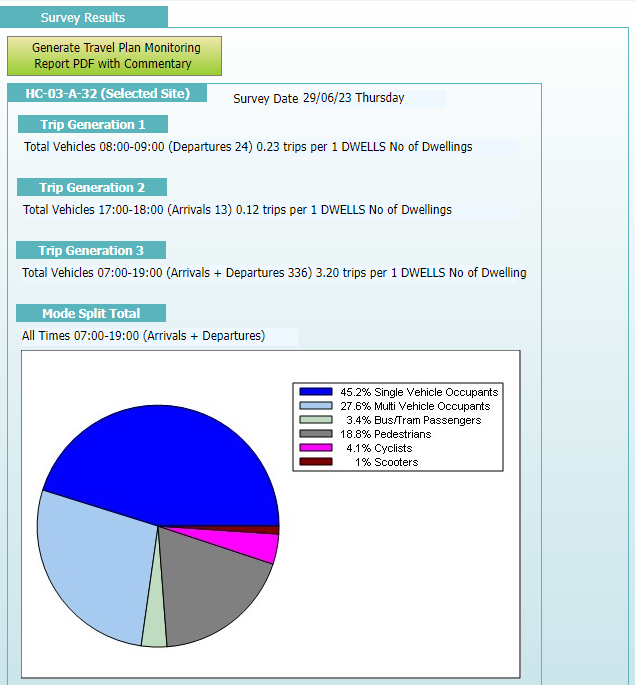 Survey Results
Generate Travel Plan Monitoring
Report PDF with Commentary
HC-03-A-32 (Selected Site)
Survey Date 29/06/23 Thursday
Trip Generation 1
Total Vehicles 08:00-09:00 (Departures 24) 0.23 trips per 1 DWELLS No of Dwellings
Trip Generation 2
Total Vehicles 17:00-18:00 (Arrivals 13) 0.12 trips per 1 DWELLS No of Dwellings
Trip Generation 3
Total Vehicles 07:00-19:00 (Arrivals + Departures 336) 3.20 trips per 1 DWELLS No of Dwelling
Mode Split Total
All Times 07:00-19:00 (Arrivals + Departures)
45.2% Single Vehicle Occupants
27.6% Multi Vehicle Occupants
3.4% Bus/Tram Passengers
18.8% Pedestrians
4.1% Cyclists
1% Scooters